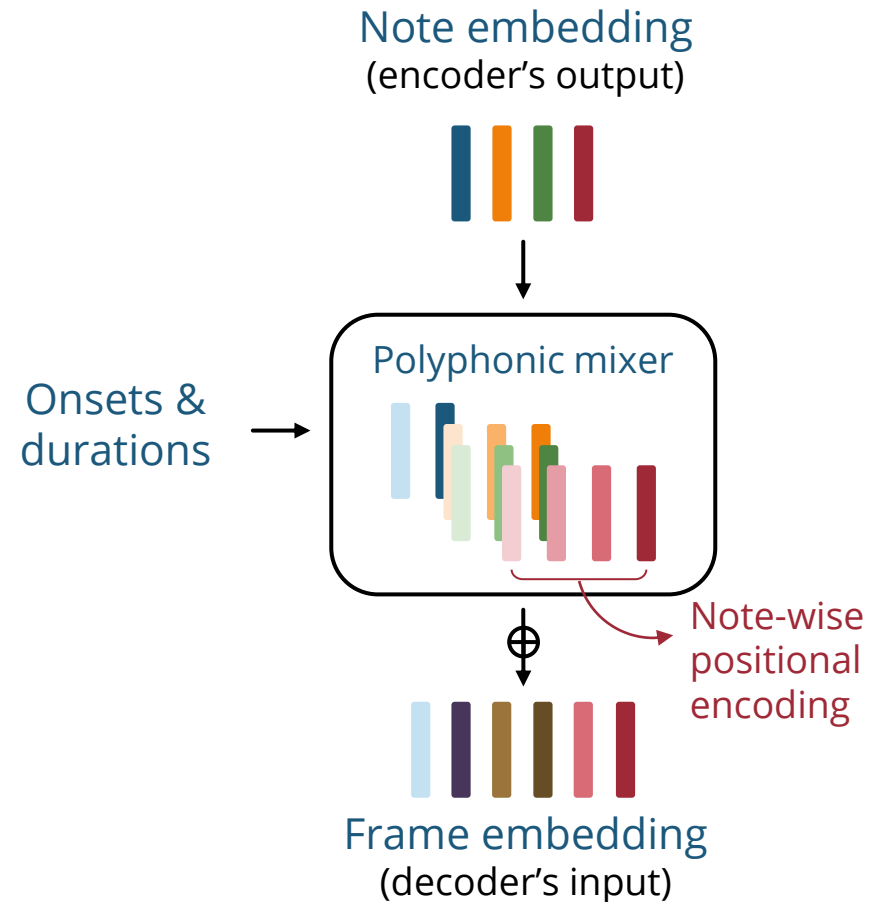 Note embedding
(encoder's output)
Polyphonic mixer
Onsets &
durations
Note-wise
positional
encoding
Frame embedding
(decoder's input)